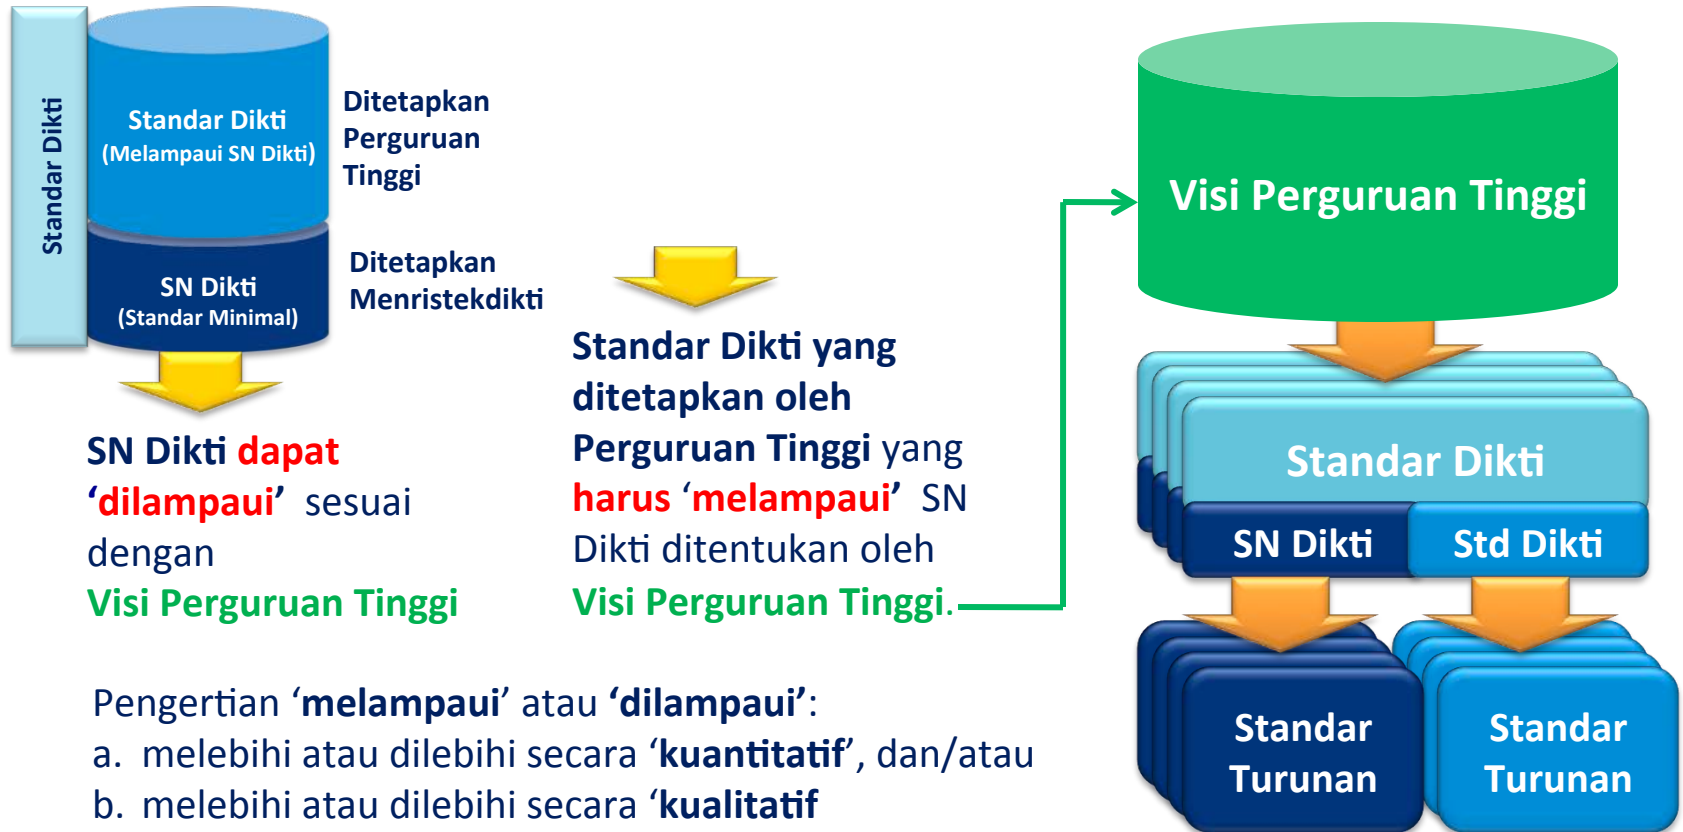 Standar Dikti
Standar Dikti
(Melampaui SN Dikti)
SN Dikti
(Standar Minimal)
Ditetapkan
Perguruan
Tinggi
Ditetapkan
Menristekdikti
SN Dikti dapat
‘dilampaui’ sesuai
dengan
Visi Perguruan Tinggi
Standar Dikti yang
ditetapkan oleh
Perguruan Tinggi yang
harus ‘melampaui’ SN
Dikti ditentukan oleh
Visi Perguruan Tinggi.
Pengertian ‘melampaui’ atau ‘dilampaui’:
a. melebihi atau dilebihi secara ‘kuantitatif’, dan/atau
b. melebihi atau dilebihi secara ‘kualitatif
Visi Perguruan Tinggi
Standar Dikti
SN Dikti
Std Dikti
Standar
Turunan
Standar
Turunan